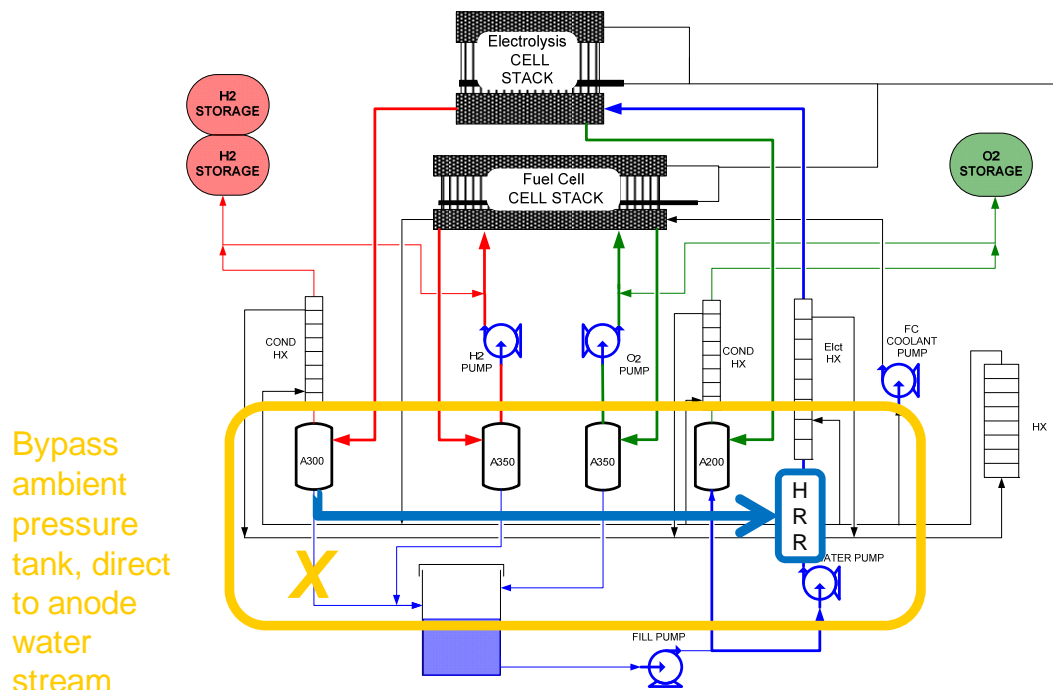 Electrolysis
CELL
STACK
H2
STORAGE
H2
STORAGE
O2
STORAGE
Fuel Cell
CELL STACK
COND
HX
H2
PUMP
O2
PUMP
COND
HX
Elct
HX
FC
COOLANT
PUMP
HX
Bypass
ambient
pressure
tank, direct
to anode
water
stream
A300
A350
A350
A200
H
R
R
X
ATER PUMP
FILL PUMP